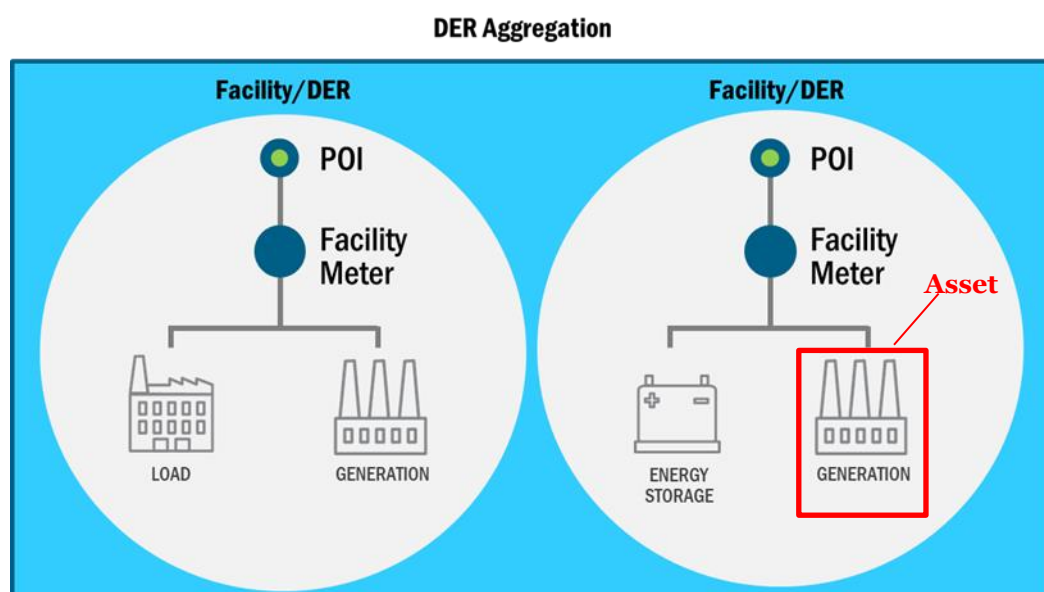 DER Aggregation
Facility/DER
POI
Facility
Meter
LOAD
GENERATION
Facility/DER
POI
Facility
Meter
Asset
ENERGY
STORAGE
GENERATION